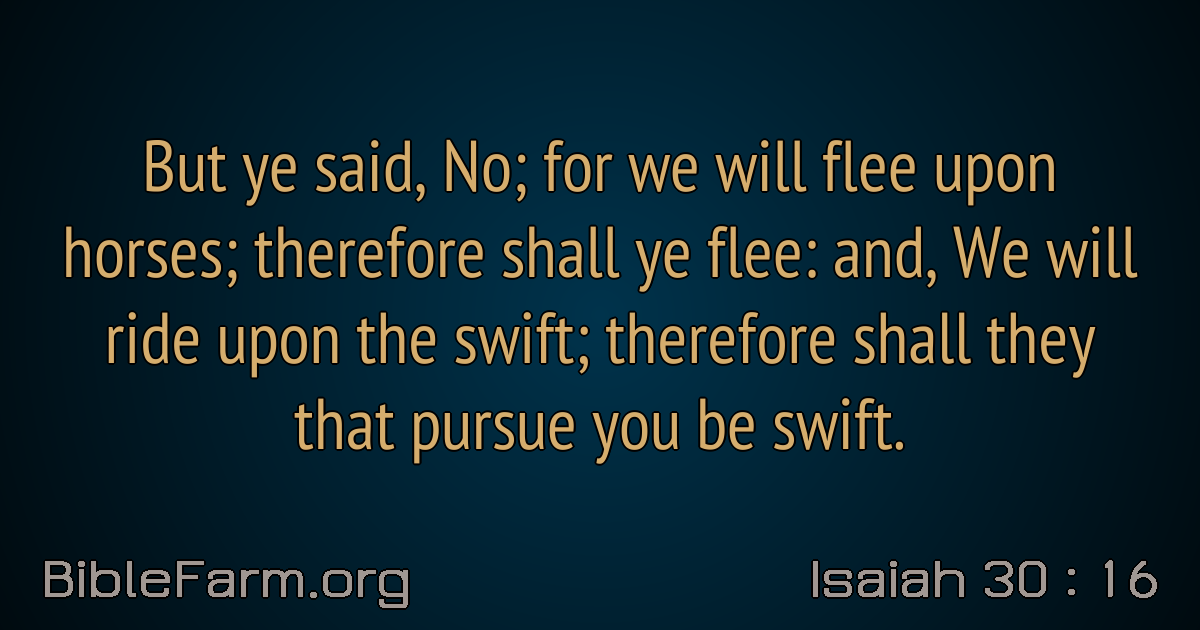 But ye said, No; for we will flee upon
horses; therefore shall ye flee: and, We will
ride upon the swift; therefore shall they
that pursue you be swift.
BibleFarm.org
Isaiah 30 : 16